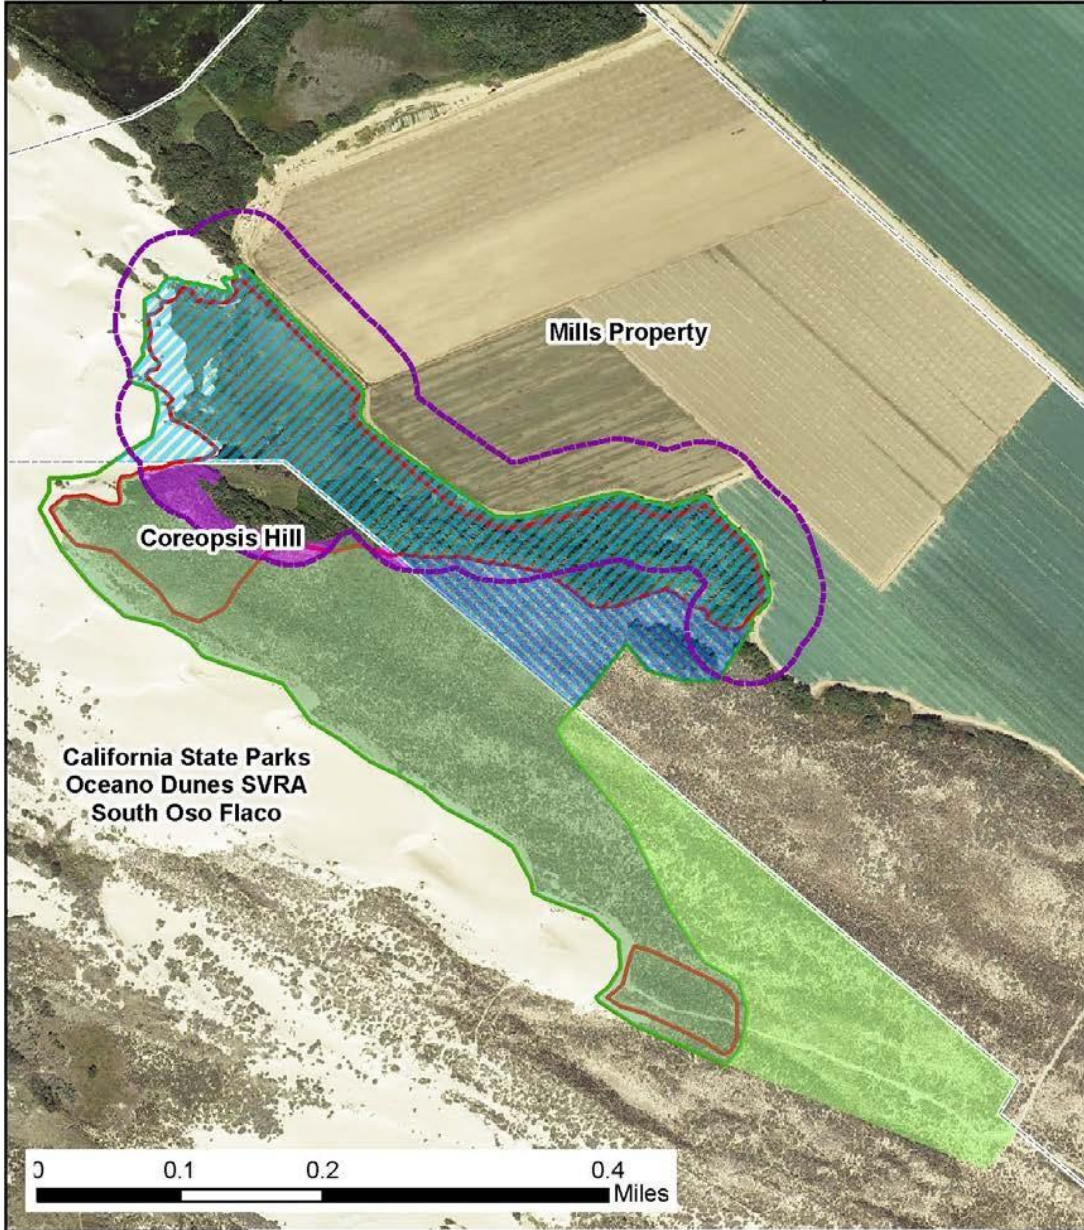 Mills Property
Coreopsis Hill
California State Parks
Oceano Dunes SVRA
South Oso Flaco
0 0.1 0.2 0.4
Miles